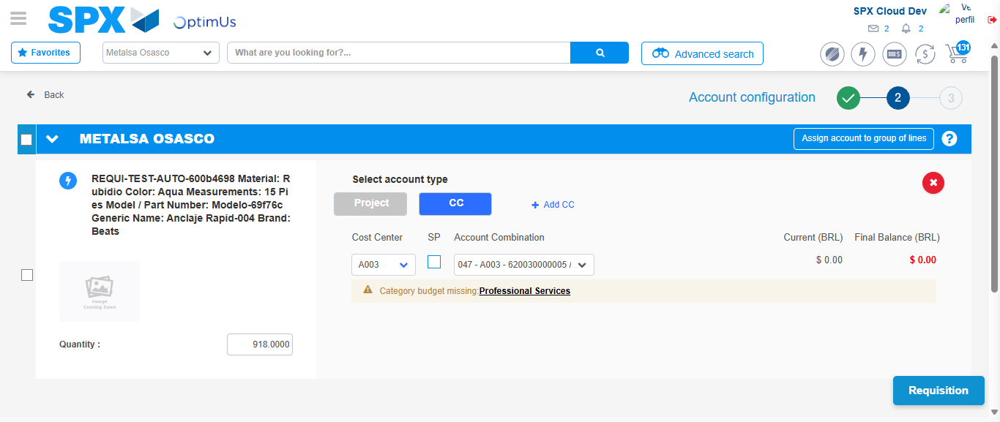 SPX OptimUs
SPX Cloud Dev
Ve
perfil
2 2
Favorites
Metalsa Osasco
What are you looking for?...
Advanced search
131
Back
Account configuration
2 3
METALSA OSASCO
Assign account to group of lines ?
REQUI-TEST-AUTO-600b4698 Material: R
ubidio Color: Aqua Measurements: 15 Pi
es Model / Part Number: Modelo-69f76c
Generic Name: Anclaje Rapid-004 Brand:
Beats
Image
Coming Soon
Quantity : 918.0000
Select account type
Project CC + Add CC
Cost Center SP Account Combination Current (BRL) Final Balance (BRL)
A003 047 - A003 - 620030000005 / $ 0.00 $ 0.00
Category budget missing:Professional Services
Requisition